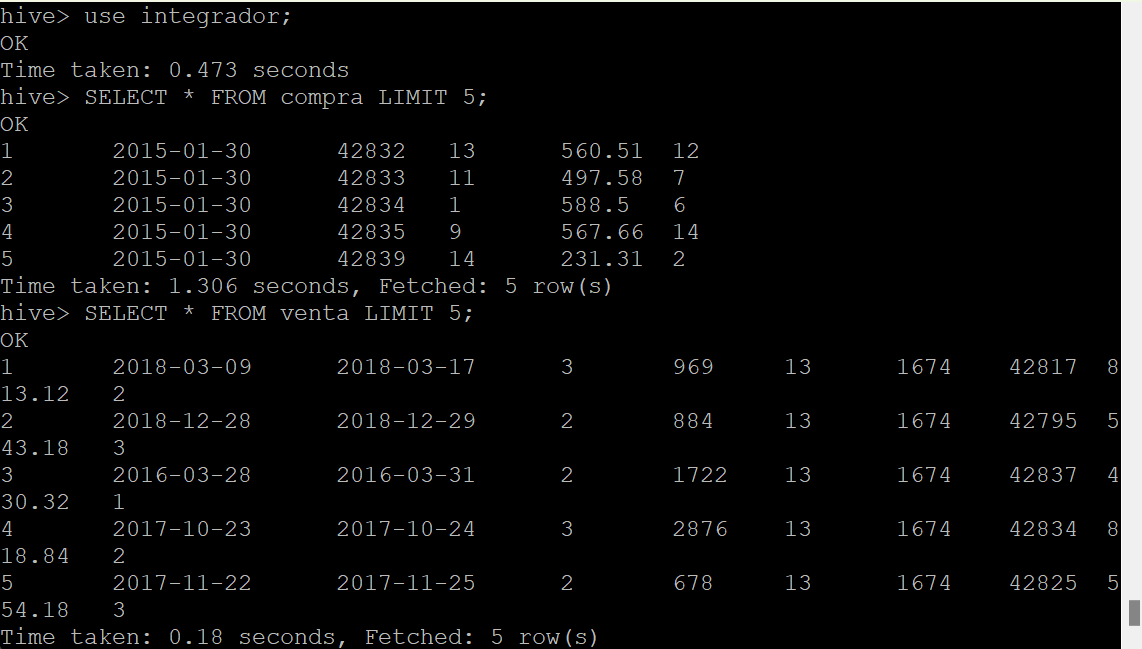 hive> use integrador;
OK
Time taken: 0.473 seconds
hive> SELECT * FROM compra LIMIT 5;
OK
1 2015-01-30 42832 13 560.51 12
2 2015-01-30 42833 11 497.58 7
3 2015-01-30 42834 1 588.5 6
4 2015-01-30 42835 9 567.66 14
5 2015-01-30 42839 14 231.31 2
Time taken: 1.306 seconds, Fetched: 5 row(s)
hive> SELECT * FROM venta LIMIT 5;
OK
1 2018-03-09 2018-03-17 3 969 13 1674 42817 8
13.12 2
2 2018-12-28 2018-12-29 2 884 13 1674 42795 5
43.18 3
3 2016-03-28 2016-03-31 2 1722 13 1674 42837 4
30.32 1
4 2017-10-23 2017-10-24 3 2876 13 1674 42834 8
18.84 2
5 2017-11-22 2017-11-25 2 678 13 1674 42825 5
54.18 3
Time taken: 0.18 seconds, Fetched: 5 row(s)